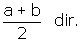 (a + b)/2 dir.